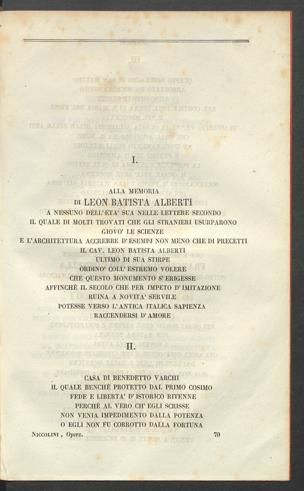 I.
ALLA MEMORIA
DI LEON BATISTA ALBERTI
A NESSUNO DELL'ETA' SUA NELLE LETTERE SECONDO
IL QUALE DI MOLTI TROVATI CHE GLI STRANIERI USURPARONO
GIOVO' LE SCIENZE
E L'ARCHITETTURA ACCREBBE D'ESEMPI NON MENO CHE DI PRECETTI
IL CAV. LEON BATISTA ALBERTI
ULTIMO DI SUA STIRPE
ORDINO' COLL'ESTREMO VOLERE
CHE QUESTO MONUMENTO S'ERIGESSE
AFFINCHÈ IL SECOLO CHE PER IMPETO D'IMITAZIONE
RUINA A NOVITA' SERVILE
POTESSE VERSO L'ANTICA ITALICA SAPIENZA
RACCENDERSI D'AMORE
II.
CASA DI BENEDETTO VARCHI
IL QUALE BENCHÈ PROTETTO DAL PRIMO COSIMO
FEDE E LIBERTA' D'ISTORICO RITENNE
PERCHÈ AL VERO CH'EGLI SCRISSE
NON VENIA IMPEDIMENTO DALLA POTENZA
O EGLI NON FU CORROTTO DALLA FORTUNA
NICCOLINI, Opere. 70